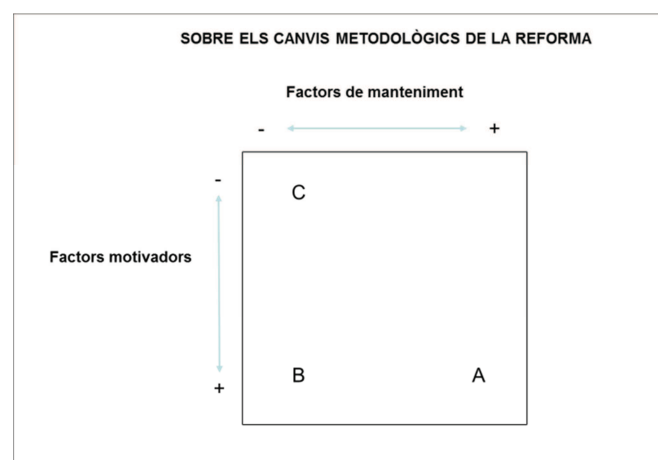 SOBRE ELS CANVIS METODOLÒGICS DE LA REFORMA
Factors de manteniment
- +
-
C
Factors motivadors
B A
+